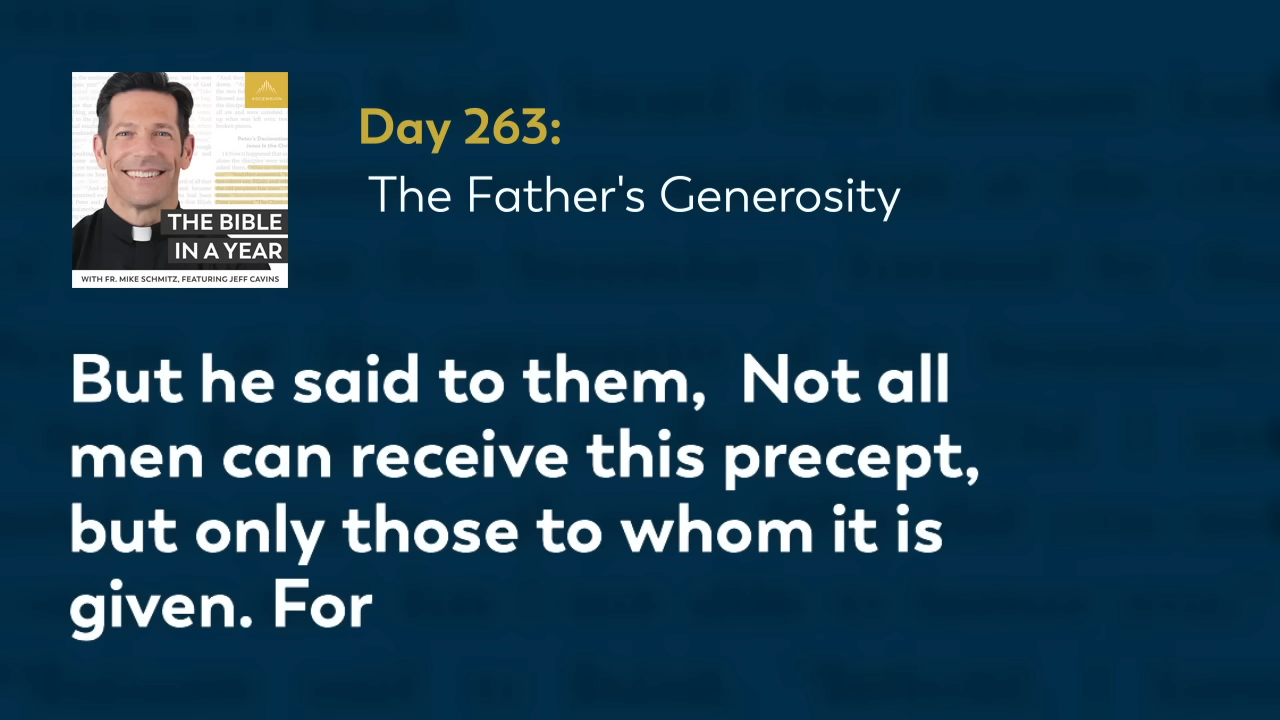 Day 263:
The Father's Generosity
ASCENSION
THE BIBLE
IN A YEAR
WITH FR. MIKE SCHMITZ, FEATURING JEFF CAVINS
But he said to them, Not all
men can receive this precept,
but only those to whom it is
given. For